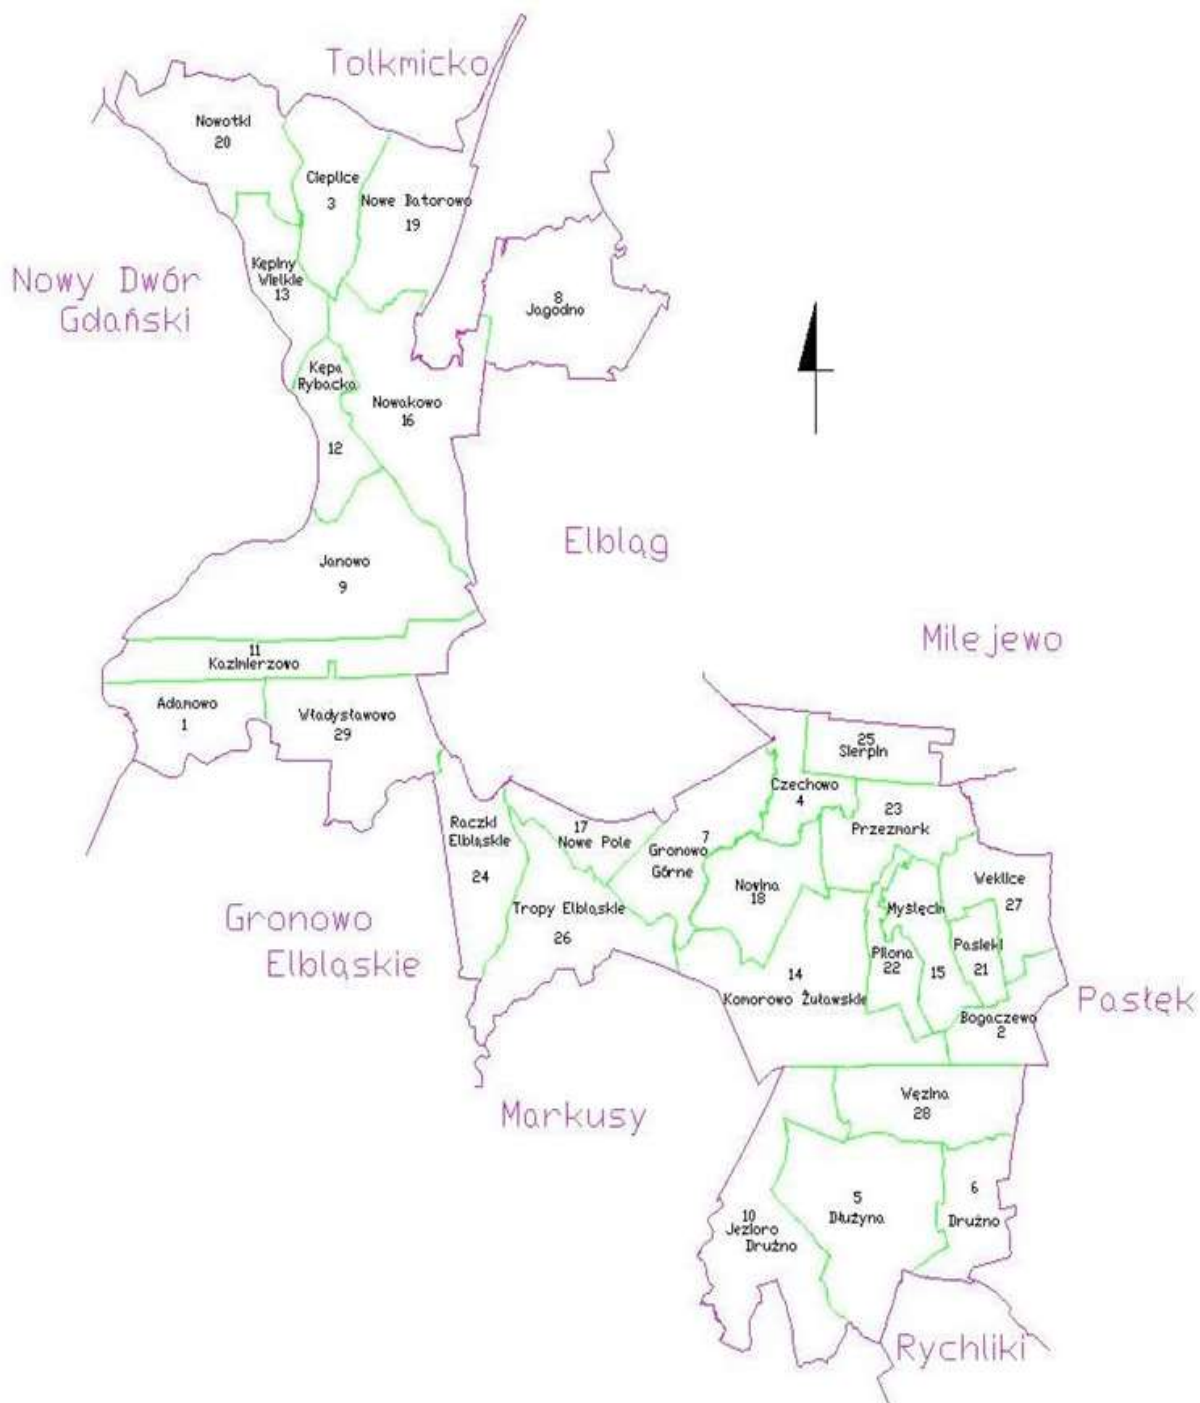 Tolkmicko
Nowotki
20
Cieplice
3
Nowe Batorowo
19
Nowy Dwór
Gdański
Kępiny
Wielkie
13
8
Jagodno
Kępa
Rybacka
12
Nowakowo
16
Elbląg
Janowo
9
11
Kazimierzowo
Adamowo
1
Władysławowo
29
Milejewo
25
Sierpin
Czechowo
4
23
Przezmark
Raczki
Elbląskie
24
17
Nowe Pole
7
Gronowo
Górne
Nowina
18
Weklice
27
Myślęcin
15
Gronowo
Elbląskie
Tropy Elbląskie
26
Pilona
22
Pasieki
21
14
Komorowo Żuławskie
Bogaczewo
2
Pasłęk
Markusy
Węzina
28
5
Dłużyna
6
Drużno
10
Jezioro
Drużno
Rychliki